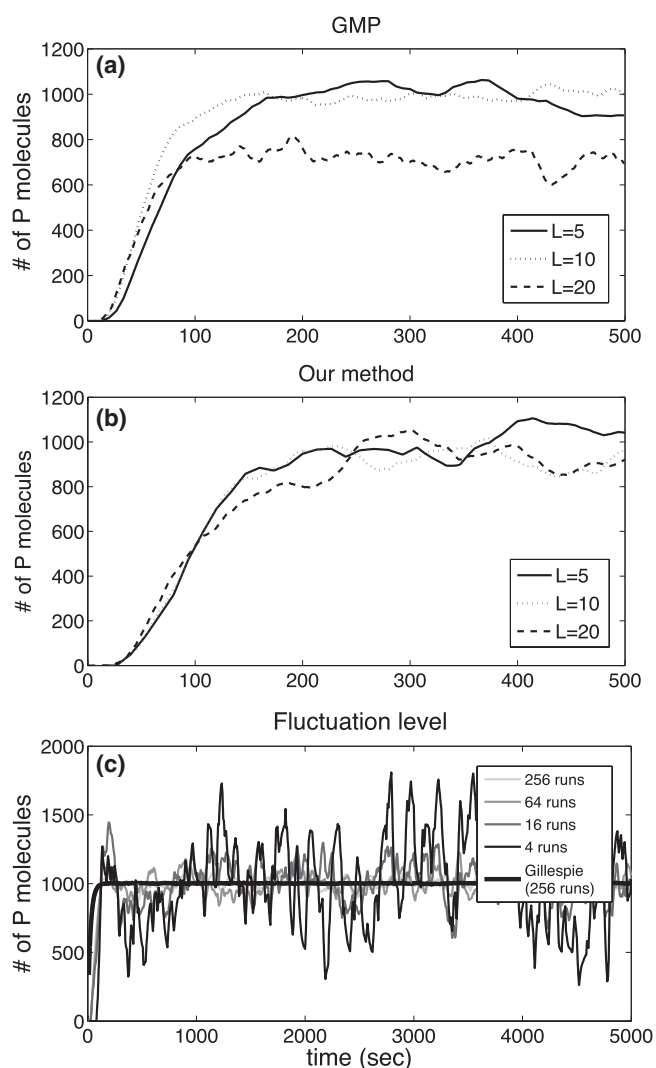 GMP
(a)
# of P molecules
1200
1000
800
600
400
200
0
L=5
L=10
L=20
0 100 200 300 400 500
Our method
(b)
# of P molecules
1200
1000
800
600
400
200
0
L=5
L=10
L=20
0 100 200 300 400 500
Fluctuation level
(c)
# of P molecules
2000
1500
1000
500
0
256 runs
64 runs
16 runs
4 runs
Gillespie
(256 runs)
0 1000 2000 3000 4000 5000
time (sec)